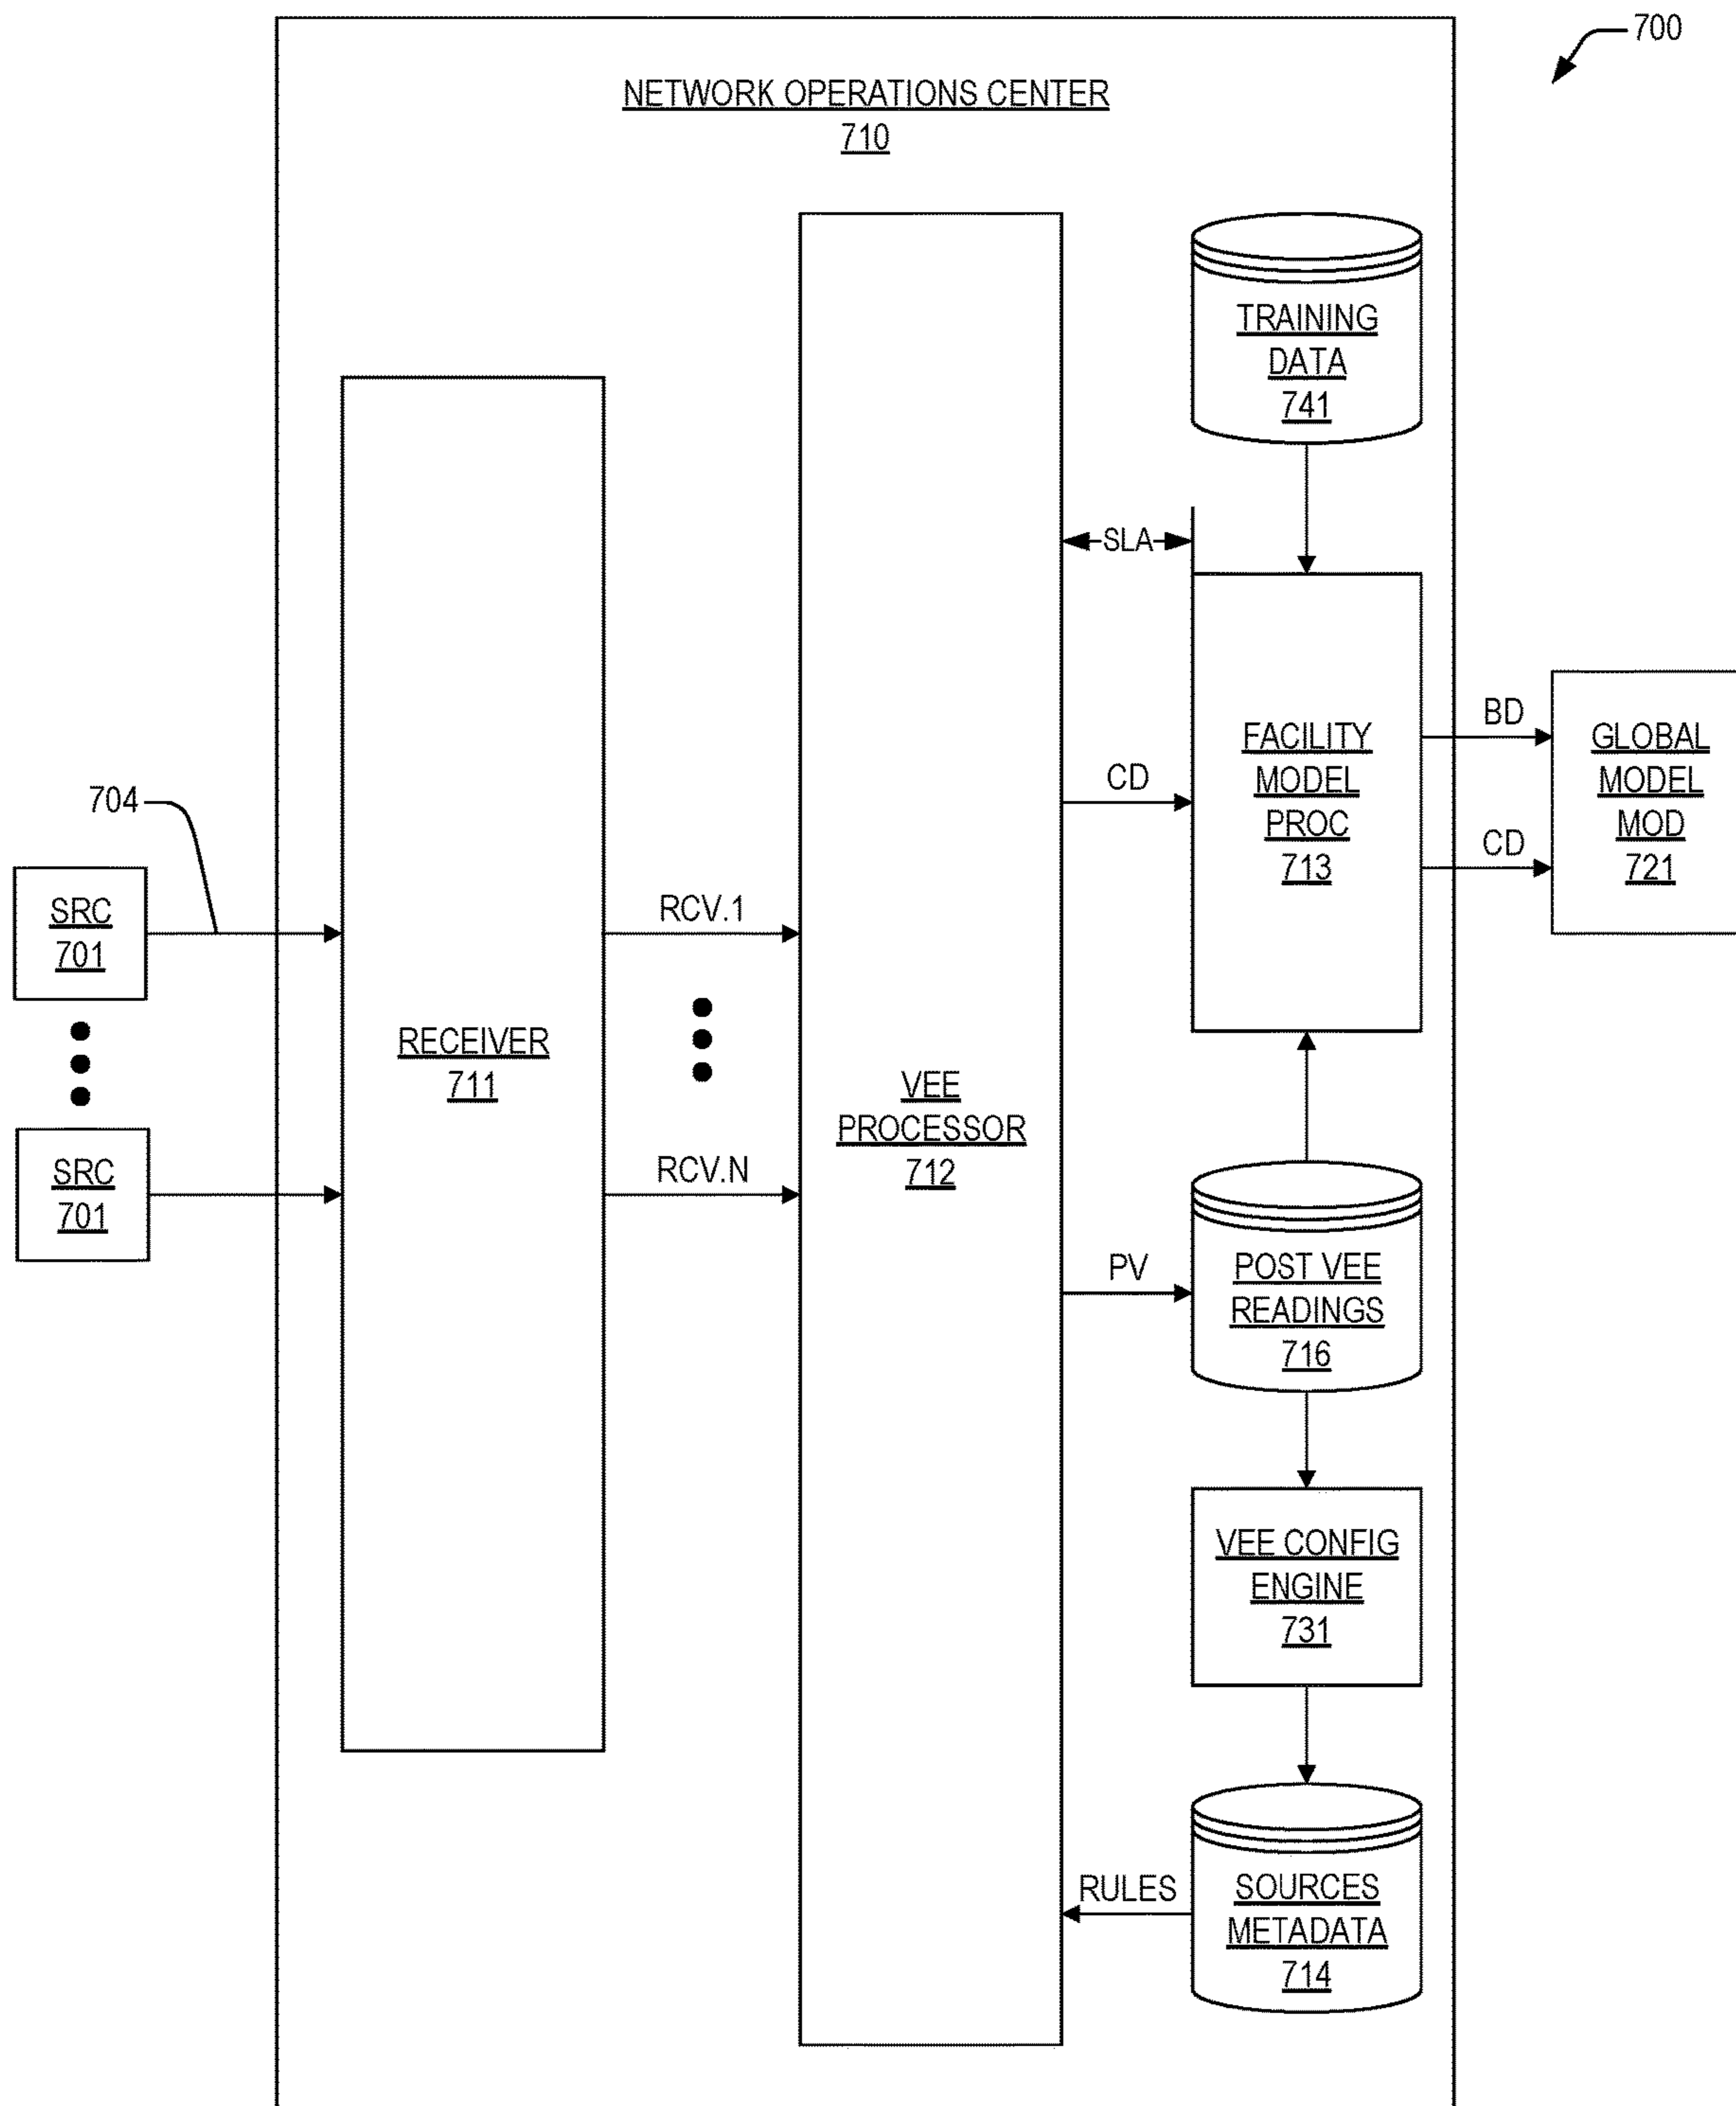 700
NETWORK OPERATIONS CENTER
710
TRAINING
DATA
741
SLA
FACILITY
MODEL
PROC
713
BD
CD
GLOBAL
MODEL
MOD
721
CD
704
SRC
701
RCV.1
RECEIVER
711
VEE
PROCESSOR
712
SRC
701
RCV.N
PV
POST VEE
READINGS
716
VEE CONFIG
ENGINE
731
RULES
SOURCES
METADATA
714